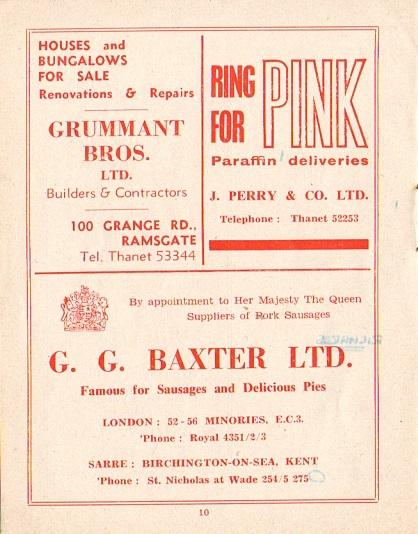 HOUSES and
BUNGALOWS
FOR SALE
Renovations & Repairs
GRUMMANT
BROS.
LTD.
Builders & Contractors
100 GRANGE RD.,
RAMSGATE
Tel. Thanet 53344
RING
FOR
PINK
Paraffin deliveries
J. PERRY & CO. LTD.
Telephone : Thanet 52253
By appointment to Her Majesty The Queen
Suppliers of Pork Sausages
G. G. BAXTER LTD.
Famous for Sausages and Delicious Pies
LONDON : 52-56 MINORIES, E.C.3.
'Phone : Royal 4351/2/3
SARRE : BIRCHINGTON-ON-SEA, KENT
'Phone : St. Nicholas at Wade 254/5 275
10